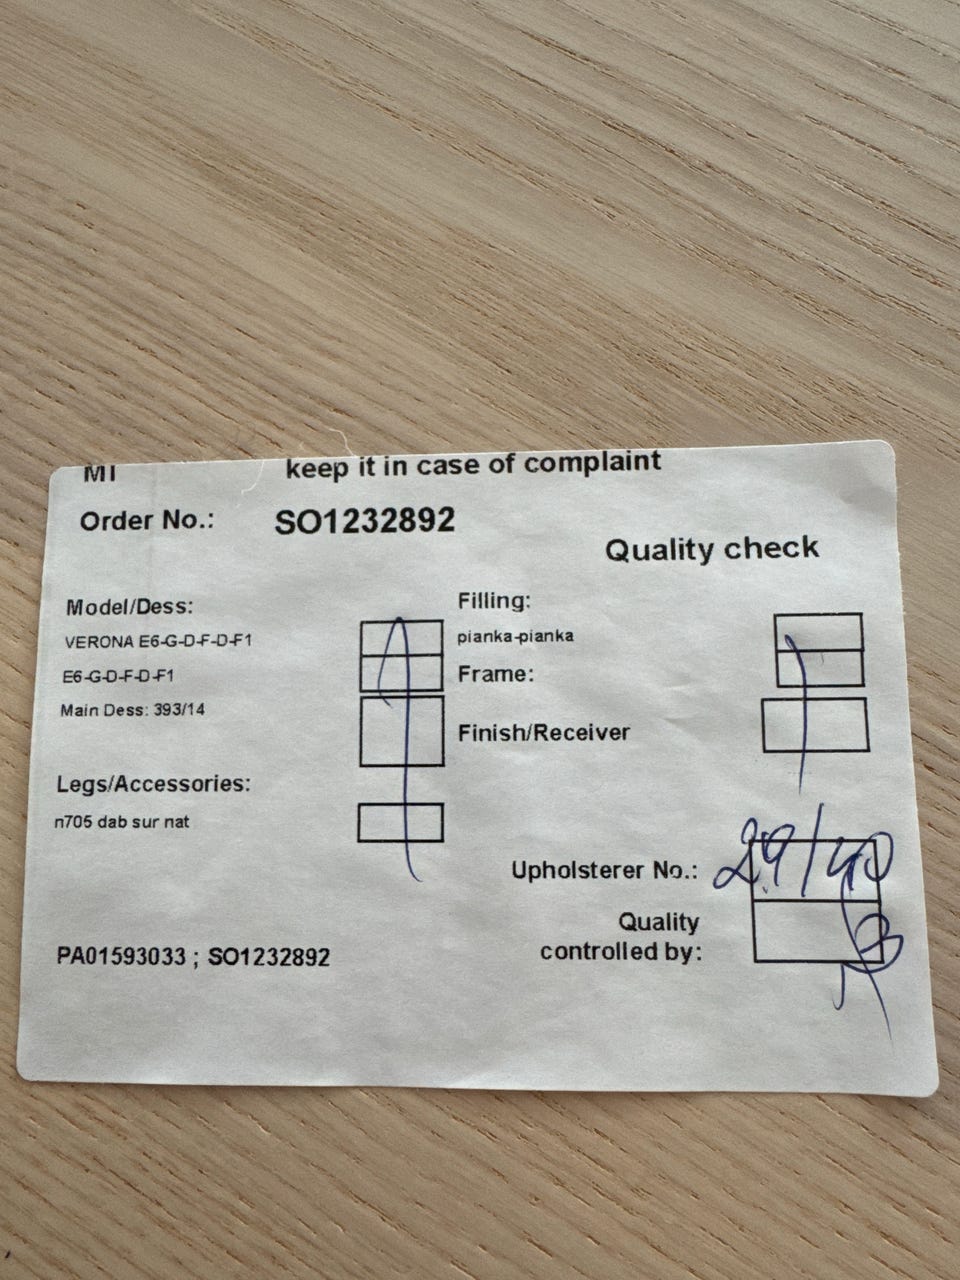 MI keep it in case of complaint
Order No.: SO1232892
Quality check
Model/Dess:
VERONA E6-G-D-F-D-F1
E6-G-D-F-D-F1
Main Dess: 393/14
Legs/Accessories:
n705 dab sur nat
Filling:
pianka-pianka
Frame:
Finish/Receiver
Upholsterer No.: 29/40
Quality
controlled by:
PA01593033 ; SO1232892